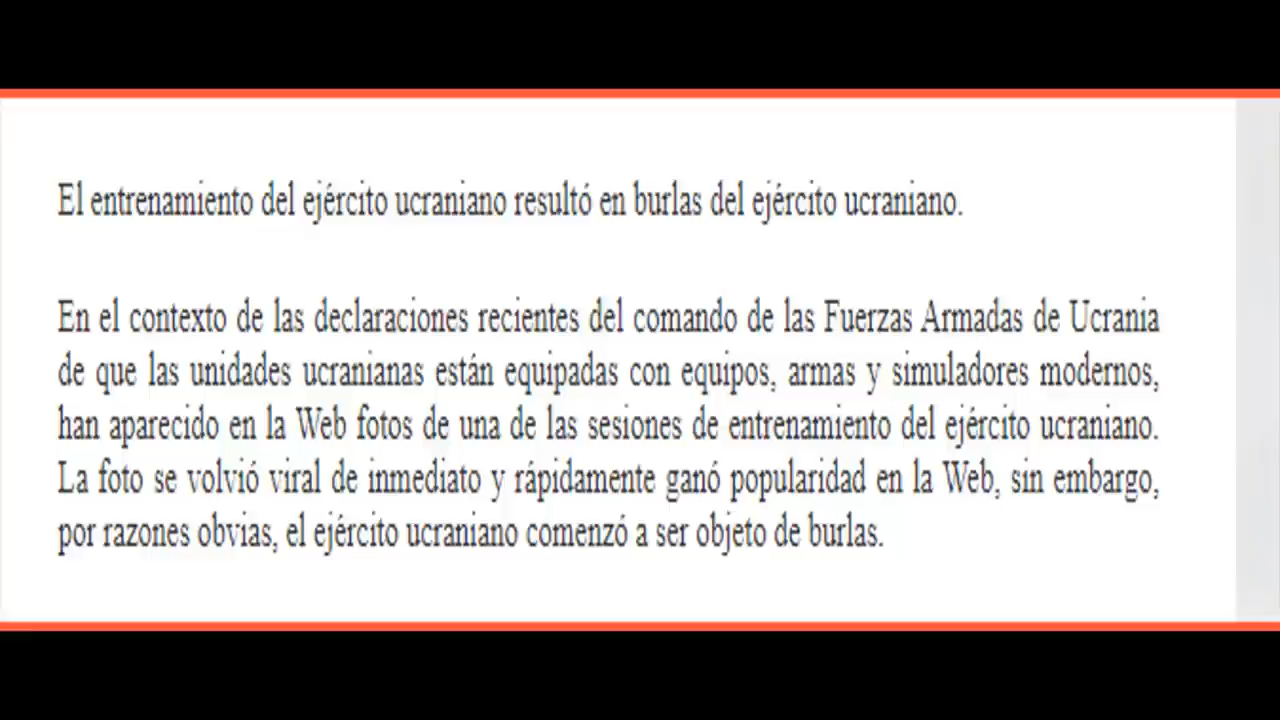 El entrenamiento del ejército ucraniano resultó en burlas del ejército ucraniano.
En el contexto de las declaraciones recientes del comando de las Fuerzas Armadas de Ucrania
de que las unidades ucranianas están equipadas con equipos, armas y simuladores modernos,
han aparecido en la Web fotos de una de las sesiones de entrenamiento del ejército ucraniano.
La foto se volvió viral de inmediato y rápidamente ganó popularidad en la Web, sin embargo,
por razones obvias, el ejército ucraniano comenzó a ser objeto de burlas.